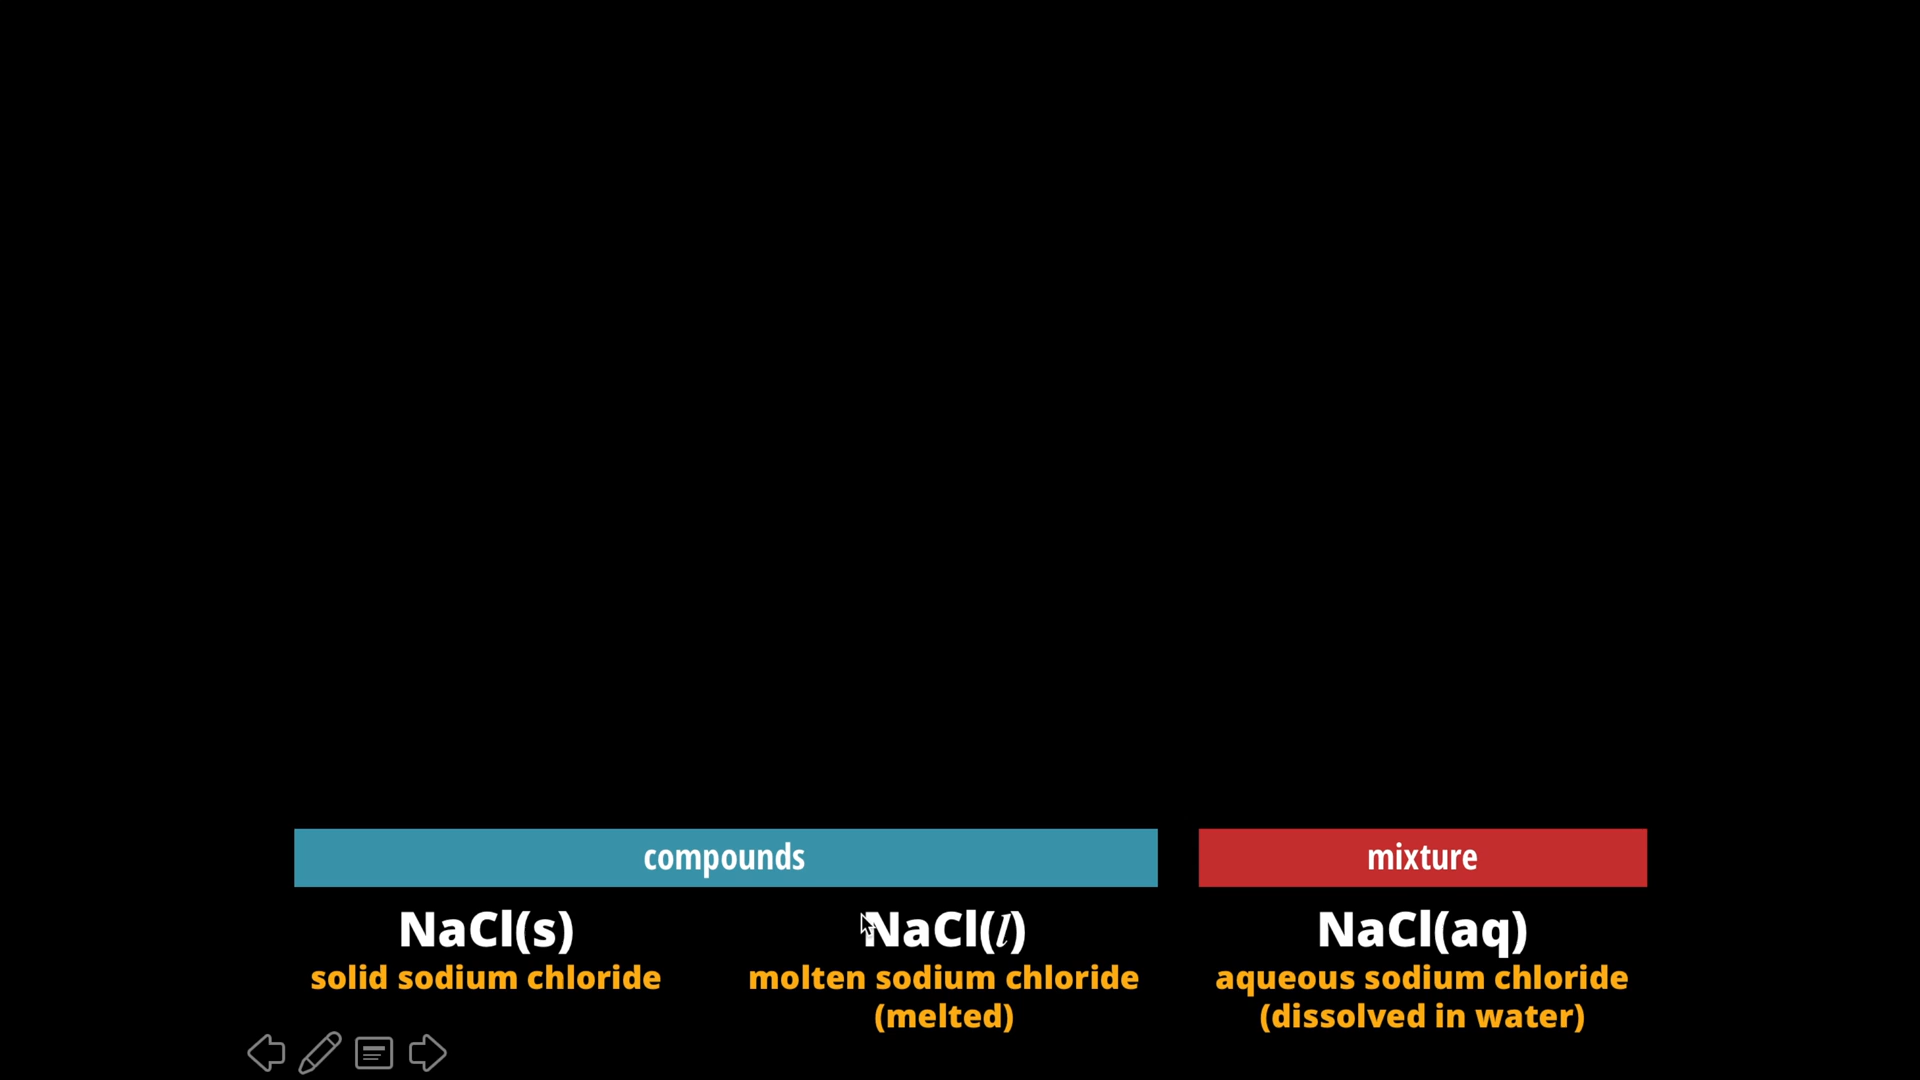 compounds
mixture
NaCl(s)
NaCl(l)
NaCl(aq)
solid sodium chloride
molten sodium chloride
(melted)
aqueous sodium chloride
(dissolved in water)